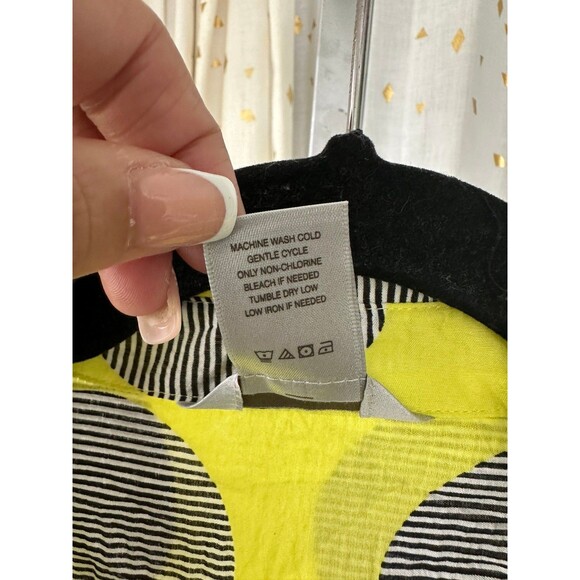 MACHINE WASH COLD
GENTLE CYCLE
ONLY NON-CHLORINE
BLEACH IF NEEDED
TUMBLE DRY LOW
LOW IRON IF NEEDED